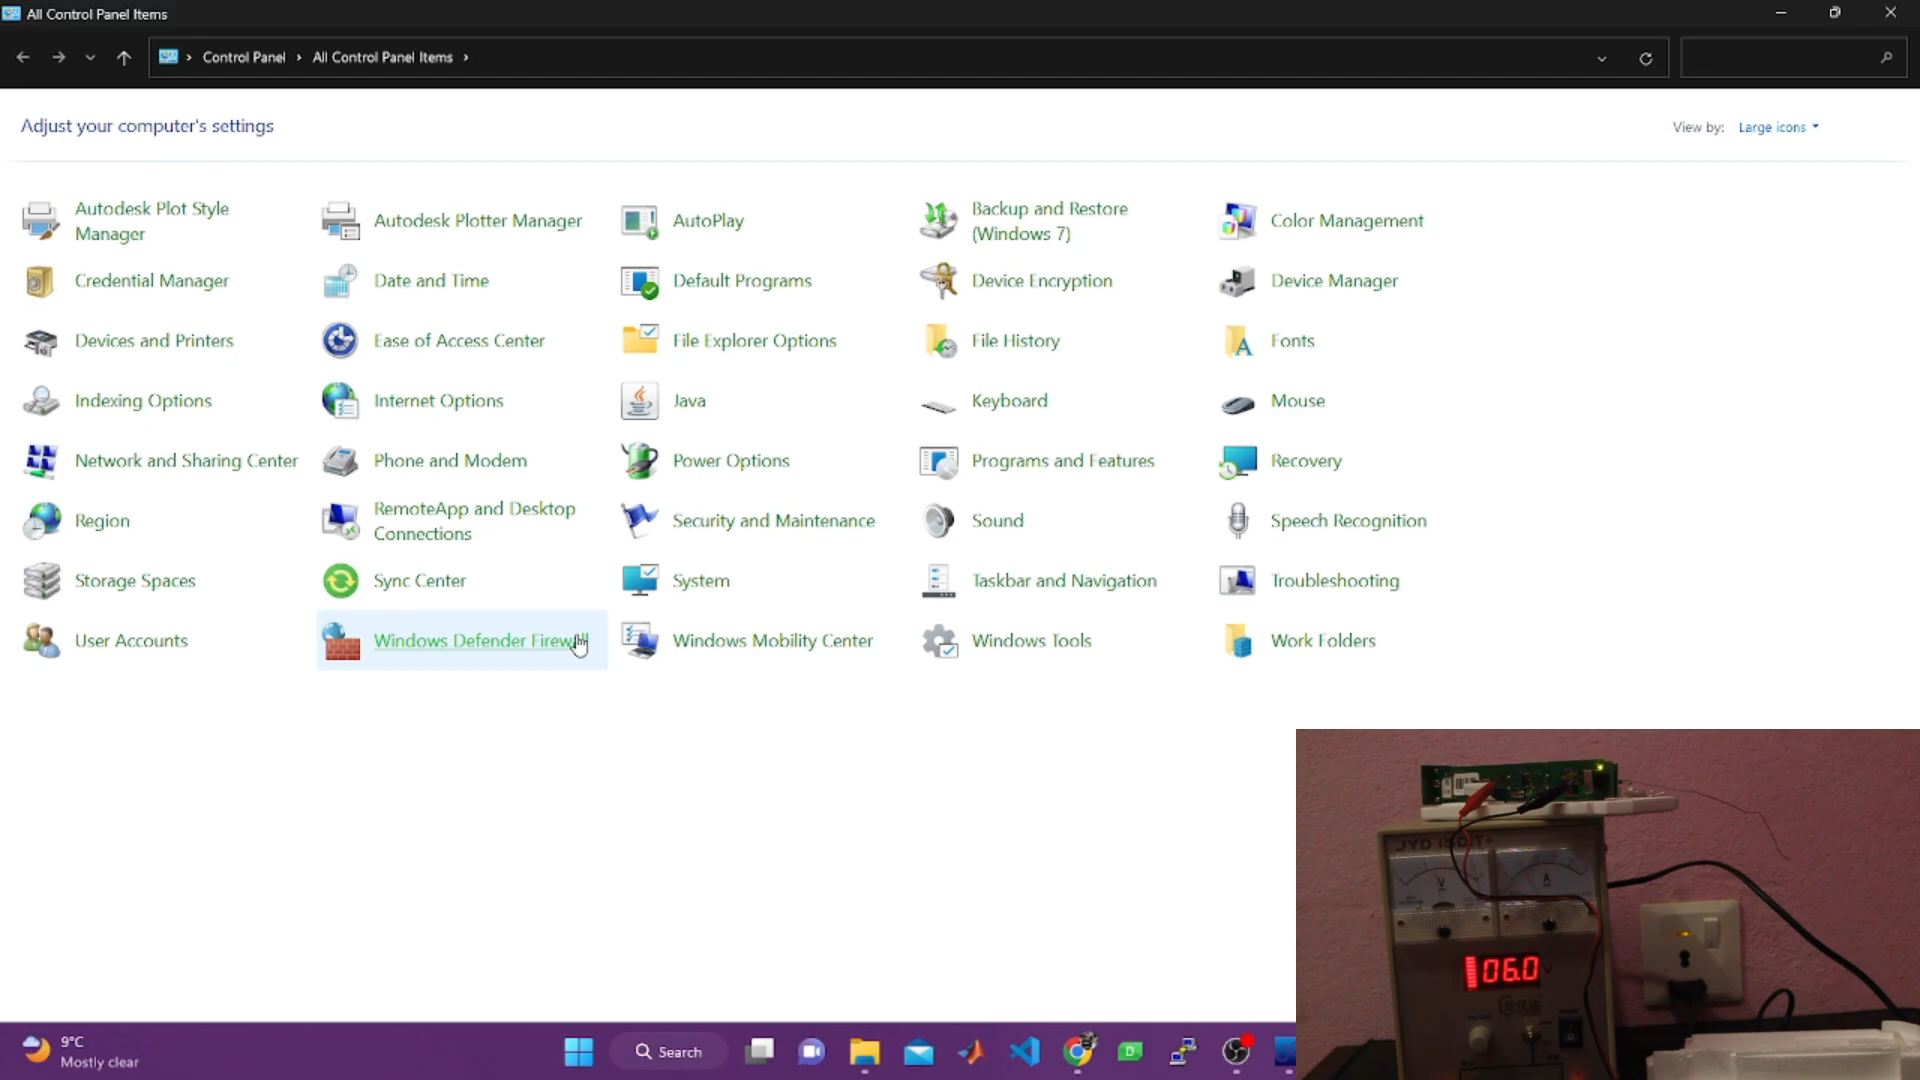 All Control Panel Items
Control Panel › All Control Panel Items ›
Adjust your computer's settings
View by: Large icons
Autodesk Plot Style
Manager
Autodesk Plotter Manager
AutoPlay
Backup and Restore
(Windows 7)
Color Management
Credential Manager
Date and Time
Default Programs
Device Encryption
Device Manager
Devices and Printers
Ease of Access Center
File Explorer Options
File History
Fonts
Indexing Options
Internet Options
Java
Keyboard
Mouse
Network and Sharing Center
Phone and Modem
Power Options
Programs and Features
Recovery
Region
RemoteApp and Desktop
Connections
Security and Maintenance
Sound
Speech Recognition
Storage Spaces
Sync Center
System
Taskbar and Navigation
Troubleshooting
User Accounts
Windows Defender Firewall
Windows Mobility Center
Windows Tools
Work Folders
V
A
06.0 V
9°C
Mostly clear
Search
D